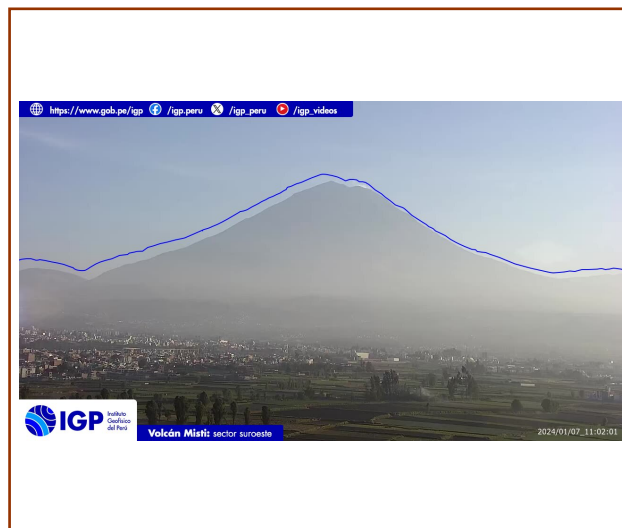 https://www.gob.pe/igp /igp.peru /igp_peru /igp_videos
IGP Instituto
Geofísico
del Perú
Volcán Misti: sector suroeste
2024/01/07_11:02:01